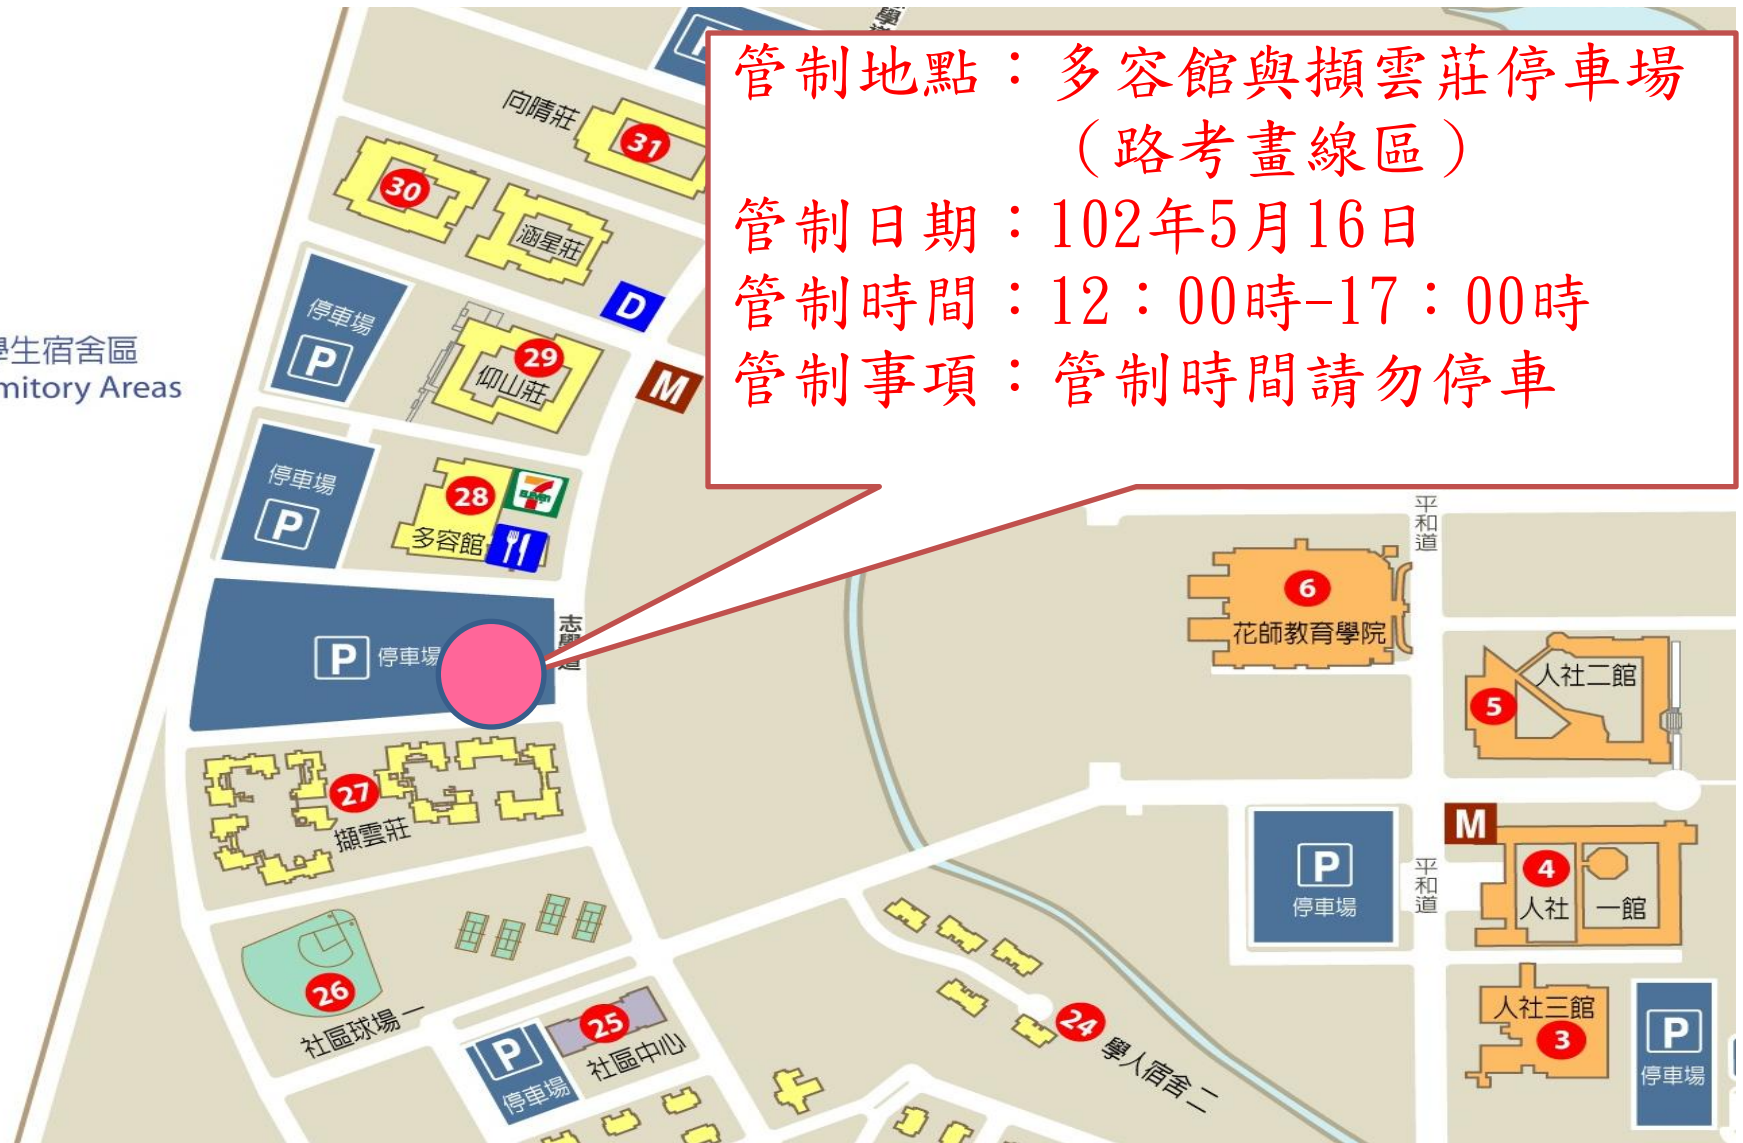 管制地點：多容館與擷雲莊停車場
（路考畫線區）
管制日期：102年5月16日
管制時間：12：00時-17：00時
管制事項：管制時間請勿停車
向晴莊
31
30
涵星莊
停車場
P
D
29
仰山莊
M
學生宿舍區
mitory Areas
停車場
P
28
ELEVEN
多容館
平和道
6
花師教育學院
志學道
P 停車場
人社二館
5
27
擷雲莊
M
P
停車場
平和道
4
人社 一館
26
社區球場一
25
社區中心
P
停車場
24
學人宿舍二
人社三館
3
P
停車場